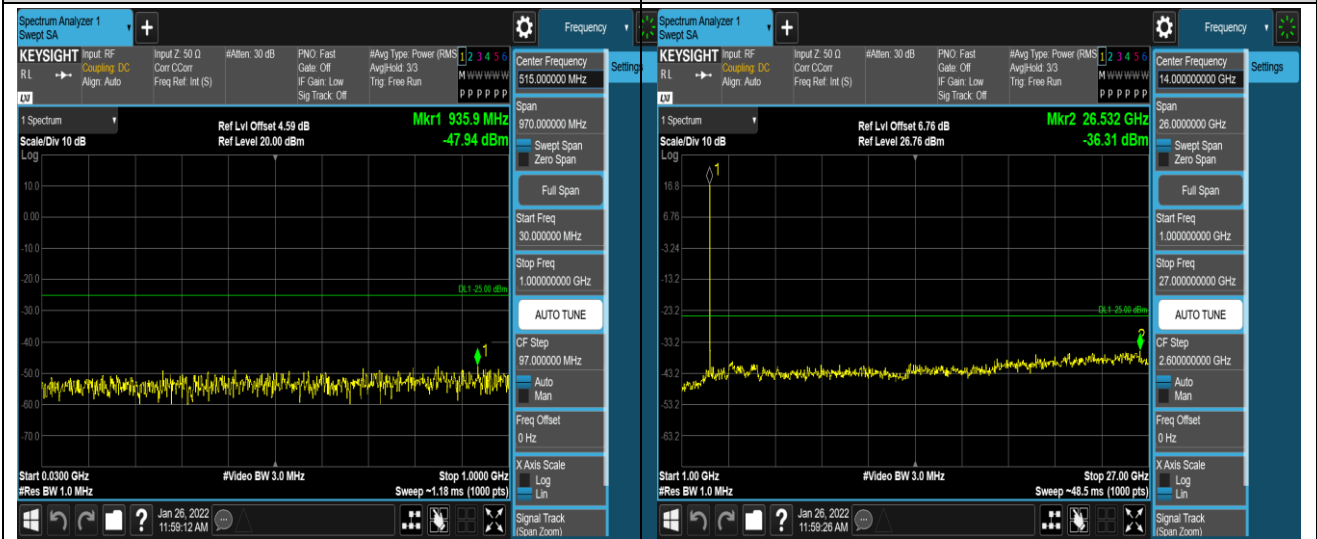 Spectrum Analyzer 1
Swept SA
Frequency
KEYSIGHT
Input: RF
Input Z: 50 Ω
#Atten: 30 dB
PNO: Fast
#Avg Type: Power (RMS
1 2 3 4 5 6
RL
Coupling: DC
Corr CCorr
Gate: Off
Avg|Hold: 3/3
M W W W W W
Align: Auto
Freq Ref: Int (S)
IF Gain: Low
Trig: Free Run
Sig Track: Off
P P P P P P
LXI
1 Spectrum
Ref Lvl Offset 4.59 dB
Mkr1 935.9 MHz
Scale/Div 10 dB
Ref Level 20.00 dBm
-47.94 dBm
Log
10.0
0.00
-10.0
-20.0
DL1 -25.00 dBm
-30.0
-40.0
1
-50.0
-60.0
-70.0
Start 0.0300 GHz
#Video BW 3.0 MHz
Stop 1.0000 GHz
#Res BW 1.0 MHz
Sweep ~1.18 ms (1000 pts)
?
Jan 26, 2022
11:59:12 AM
Center Frequency
515.000000 MHz
Settings
Span
970.000000 MHz
Swept Span
Zero Span
Full Span
Start Freq
30.000000 MHz
Stop Freq
1.000000000 GHz
AUTO TUNE
CF Step
97.000000 MHz
Auto
Man
Freq Offset
0 Hz
X Axis Scale
Log
Lin
Signal Track
(Span Zoom)
Spectrum Analyzer 1
Swept SA
Frequency
KEYSIGHT
Input: RF
Input Z: 50 Ω
#Atten: 30 dB
PNO: Fast
#Avg Type: Power (RMS
1 2 3 4 5 6
RL
Coupling: DC
Corr CCorr
Gate: Off
Avg|Hold: 3/3
M W W W W W
Align: Auto
Freq Ref: Int (S)
IF Gain: Low
Trig: Free Run
Sig Track: Off
P P P P P P
LXI
1 Spectrum
Ref Lvl Offset 6.76 dB
Mkr2 26.532 GHz
Scale/Div 10 dB
Ref Level 26.76 dBm
-36.31 dBm
Log
1
16.8
6.76
-3.24
-13.2
DL1 -25.00 dBm
-23.2
-33.2
2
-43.2
-53.2
-63.2
Start 1.00 GHz
#Video BW 3.0 MHz
Stop 27.00 GHz
#Res BW 1.0 MHz
Sweep ~48.5 ms (1000 pts)
?
Jan 26, 2022
11:59:26 AM
Center Frequency
14.000000000 GHz
Settings
Span
26.0000000 GHz
Swept Span
Zero Span
Full Span
Start Freq
1.000000000 GHz
Stop Freq
27.000000000 GHz
AUTO TUNE
CF Step
2.600000000 GHz
Auto
Man
Freq Offset
0 Hz
X Axis Scale
Log
Lin
Signal Track
(Span Zoom)